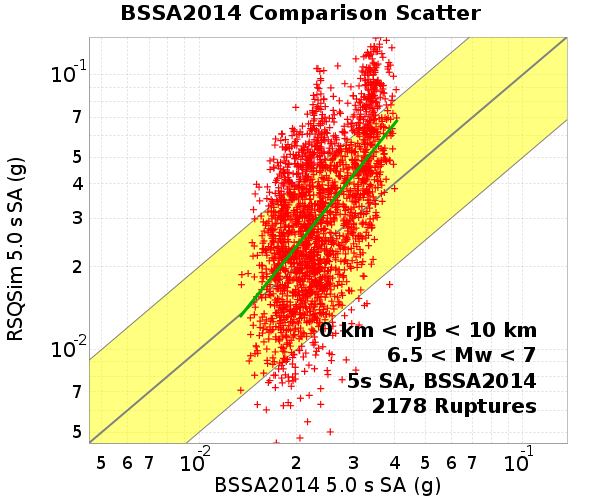 BSSA2014 Comparison Scatter
RSQSim 5.0 s SA (g)
10⁻¹
7
5
4
3
2
10⁻²
7
5
0 km < rJB < 10 km
6.5 < Mw < 7
5s SA, BSSA2014
2178 Ruptures
5 6 7 10⁻² 2 3 4 5 6 7 10⁻¹
BSSA2014 5.0 s SA (g)